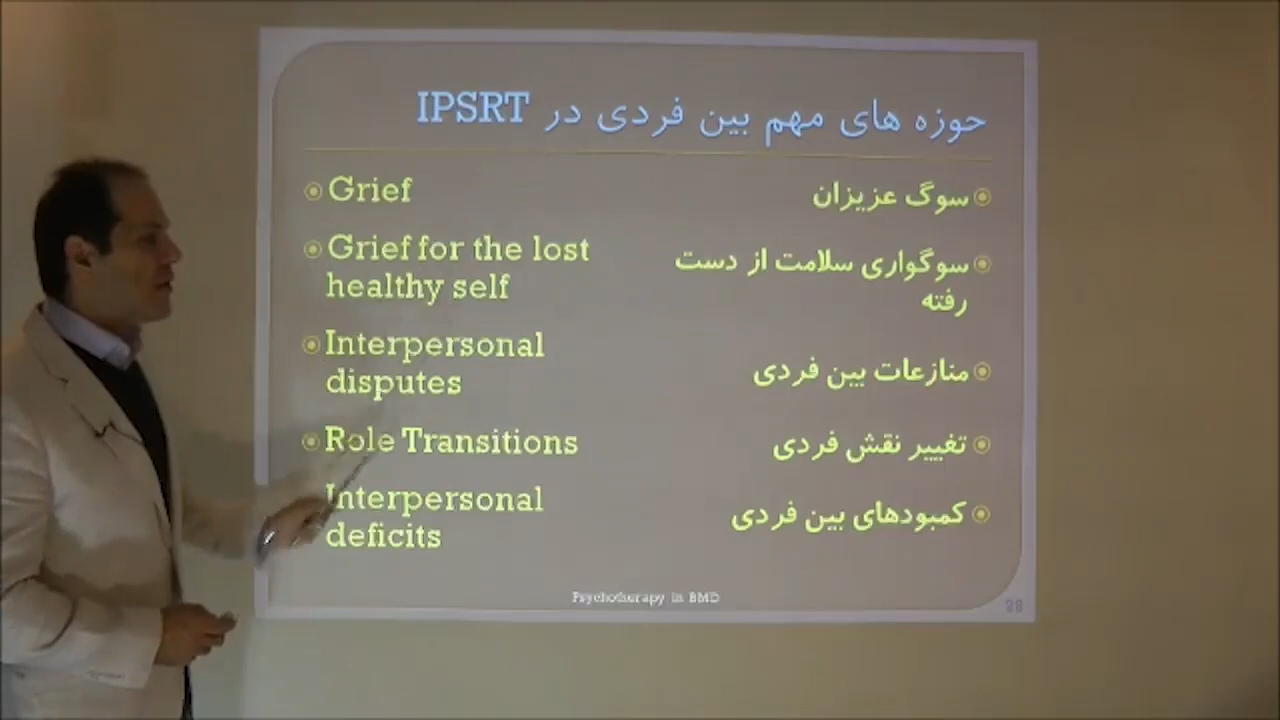 حوزه های مهم بین فردی در IPSRT
Grief
سوگ عزیزان
Grief for the lost
healthy self
سوگواری سلامت از دست
رفته
Interpersonal
disputes
منازعات بین فردی
Role Transitions
تغییر نقش فردی
Interpersonal
deficits
کمبودهای بین فردی
Psychotherapy in BMD